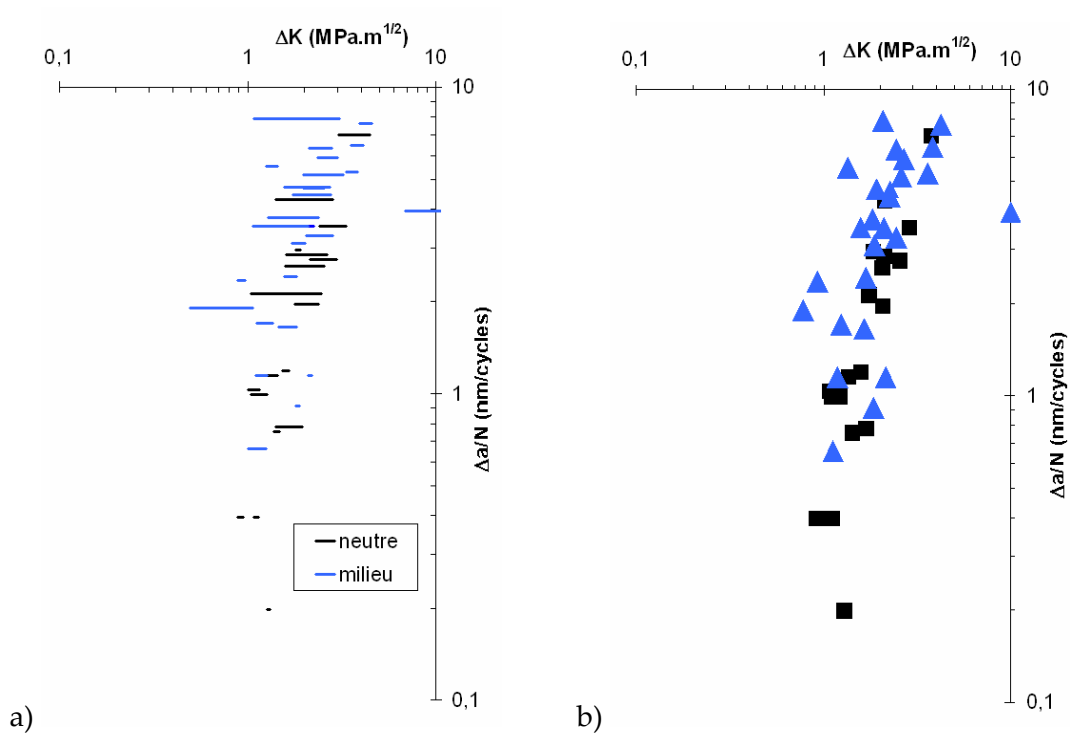 ΔK (MPa.m1/2)
0,1
1
10
10
1
0,1
Δa/N (nm/cycles)
neutre
milieu
a)
ΔK (MPa.m1/2)
0,1
1
10
10
1
0,1
Δa/N (nm/cycles)
b)